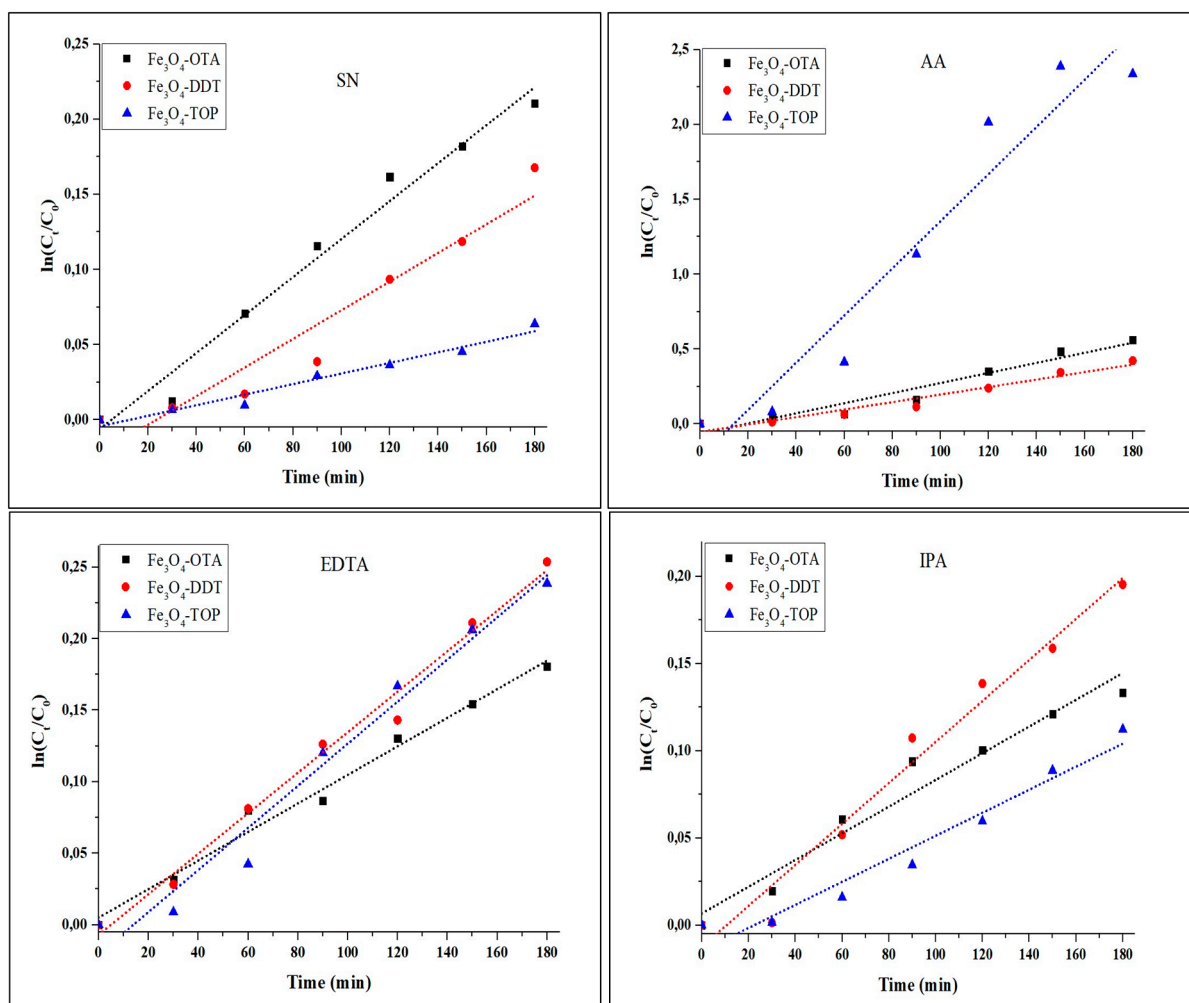 SN
Fe₃O₄-OTA
Fe₃O₄-DDT
Fe₃O₄-TOP
ln(Cₜ/C₀)
0,25
0,20
0,15
0,10
0,05
0,00
0 20 40 60 80 100 120 140 160 180
Time (min)
AA
Fe₃O₄-OTA
Fe₃O₄-DDT
Fe₃O₄-TOP
ln(Cₜ/C₀)
2,5
2,0
1,5
1,0
0,5
0,0
0 20 40 60 80 100 120 140 160 180
Time (min)
EDTA
Fe₃O₄-OTA
Fe₃O₄-DDT
Fe₃O₄-TOP
ln(Cₜ/C₀)
0,25
0,20
0,15
0,10
0,05
0,00
0 20 40 60 80 100 120 140 160 180
Time (min)
IPA
Fe₃O₄-OTA
Fe₃O₄-DDT
Fe₃O₄-TOP
ln(Cₜ/C₀)
0,20
0,15
0,10
0,05
0,00
0 20 40 60 80 100 120 140 160 180
Time (min)